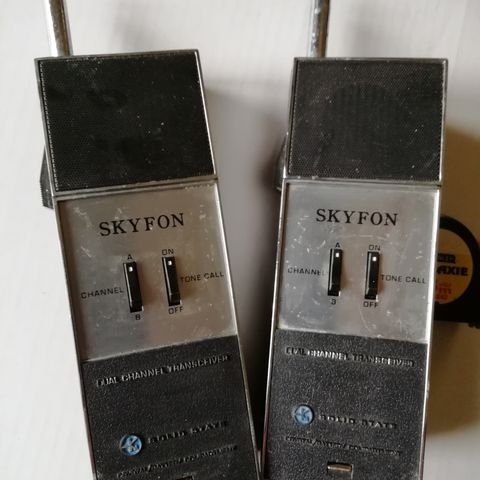 SKYFON
A
ON
CHANNEL
TONE CALL
B
OFF
DUAL CHANNEL TRANSCEIVER
SOLID STATE
SKYFON
A
ON
CHANNEL
TONE CALL
B
OFF
DUAL CHANNEL TRANSCEIVER
SOLID STATE